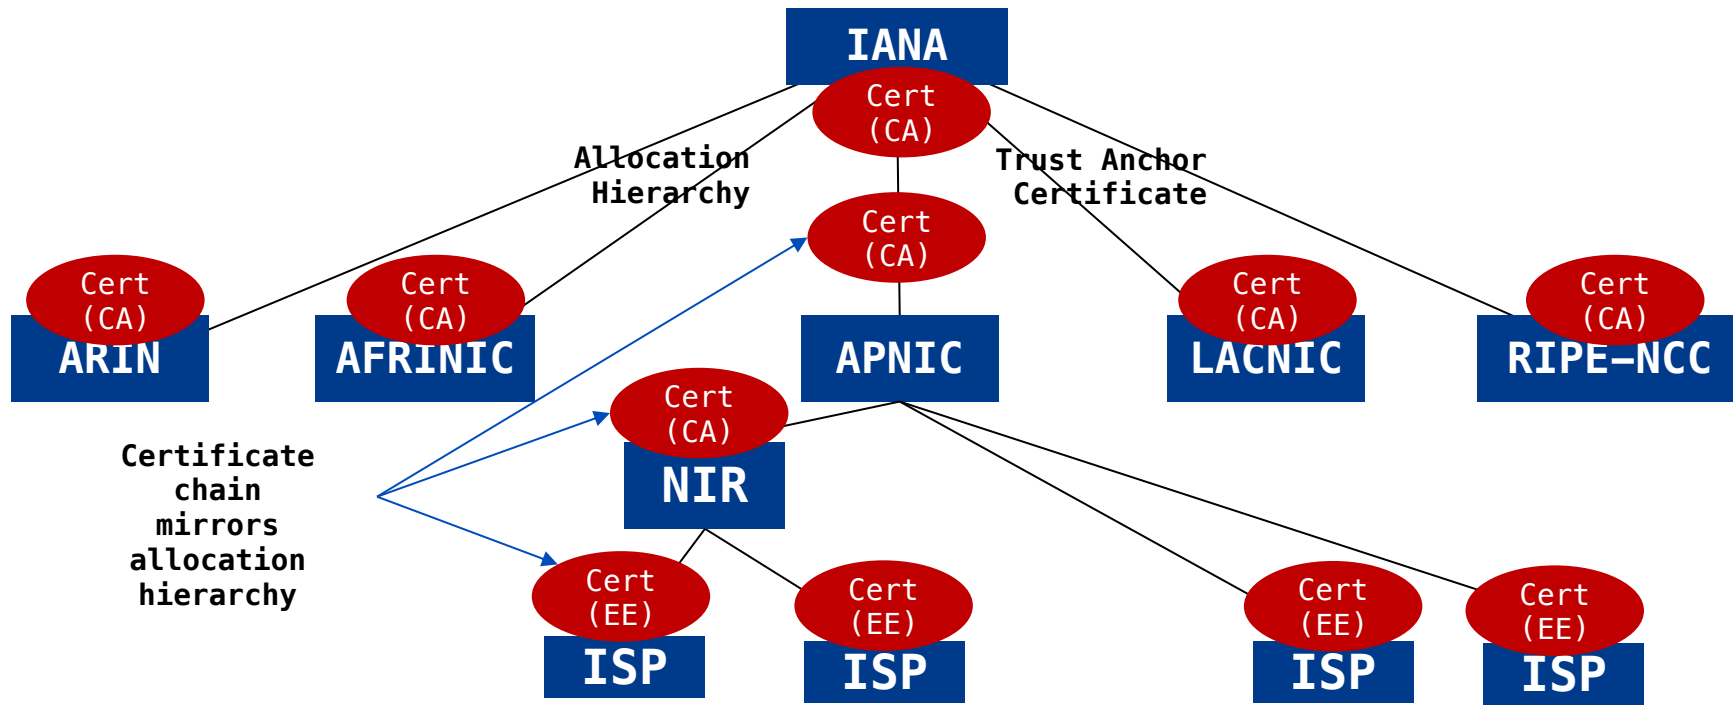 IANA
Cert
(CA)
Allocation
Hierarchy
Trust Anchor
Certificate
Cert
(CA)
Cert
(CA)
ARIN
Cert
(CA)
AFRINIC
APNIC
Cert
(CA)
LACNIC
Cert
(CA)
RIPE–NCC
Cert
(CA)
NIR
Certificate
chain
mirrors
allocation
hierarchy
Cert
(EE)
ISP
Cert
(EE)
ISP
Cert
(EE)
ISP
Cert
(EE)
ISP